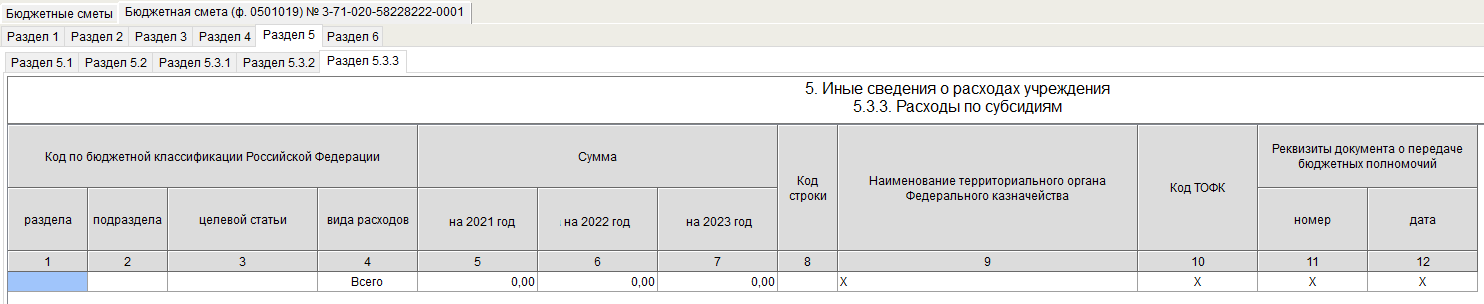 Бюджетные сметы Бюджетная смета (ф. 0501019) № 3-71-020-58228222-0001
Раздел 1 Раздел 2 Раздел 3 Раздел 4 Раздел 5 Раздел 6
Раздел 5.1 Раздел 5.2 Раздел 5.3.1 Раздел 5.3.2 Раздел 5.3.3
5. Иные сведения о расходах учреждения
5.3.3. Расходы по субсидиям
Код по бюджетной классификации Российской Федерации
Сумма
Код
строки
Наименование территориального органа
Федерального казначейства
Код ТОФК
Реквизиты документа о передаче
бюджетных полномочий
раздела подраздела целевой статьи вида расходов на 2021 год на 2022 год на 2023 год номер дата
1 2 3 4 5 6 7 8 9 10 11 12
Всего 0,00 0,00 0,00 X X X X